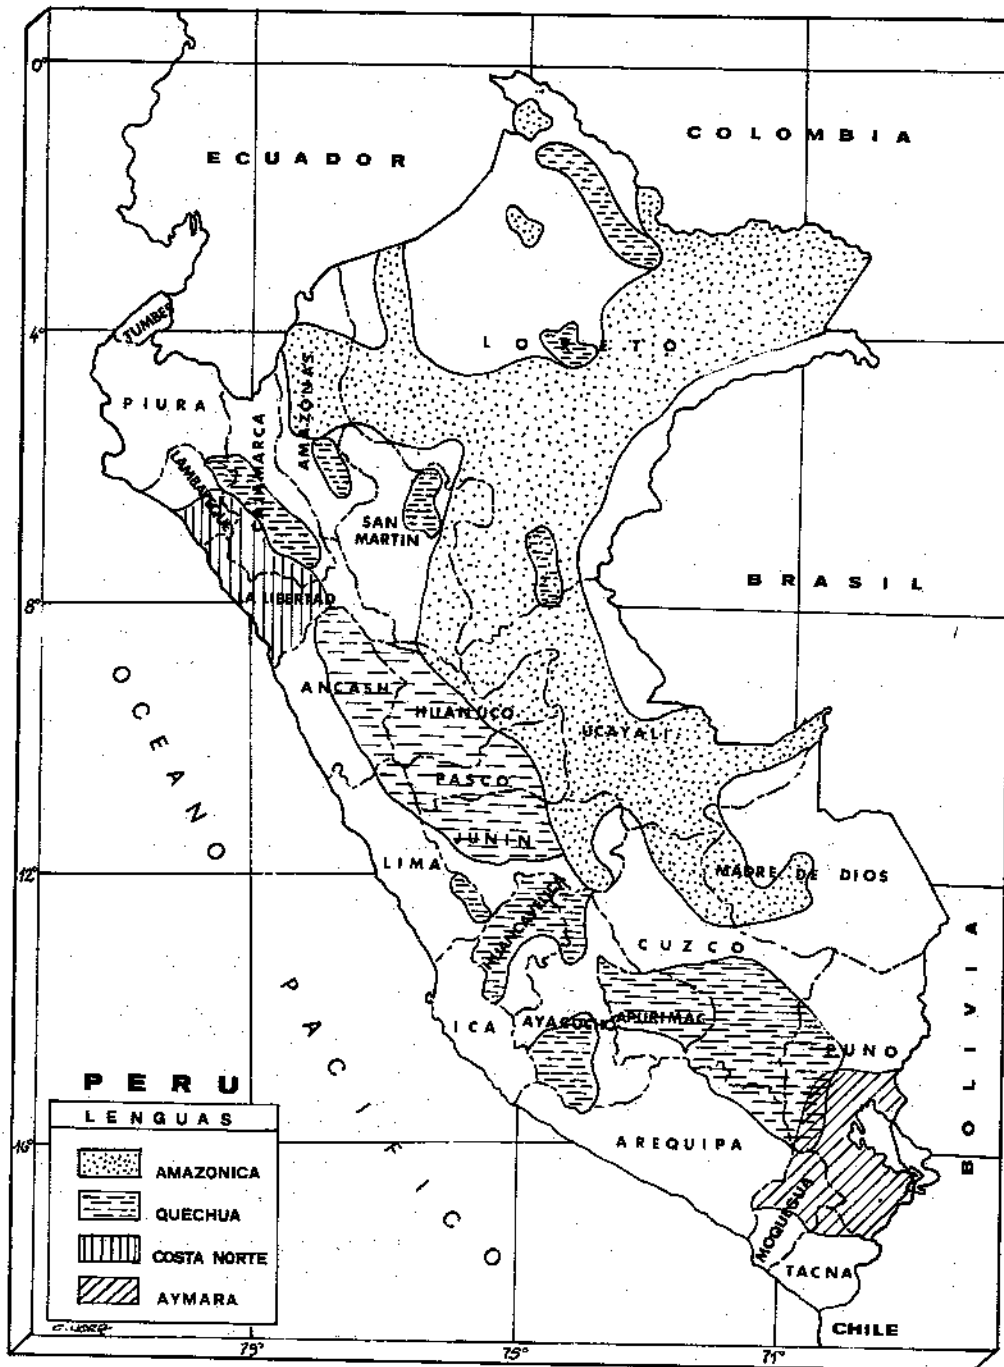 0°
COLOMBIA
ECUADOR
TUMBES
4°
LORETO
PIURA
AMAZONAS
CAJAMARCA
LAMBAYEQUE
SAN
MARTIN
BRASIL
8°
LA LIBERTAD
ANCASH
HUANUCO
UCAYALI
OCEANO
PASCO
JUNIN
LIMA
12°
MADRE DE DIOS
HUANCAVELICA
CUZCO
BOLIVIA
PACIFICO
ICA
AYACUCHO
APURIMAC
PUNO
PERU
LENGUAS
16°
AREQUIPA
AMAZONICA
QUECHUA
COSTA NORTE
AYMARA
MOQUEGUA
TACNA
CHILE
79°
75°
71°